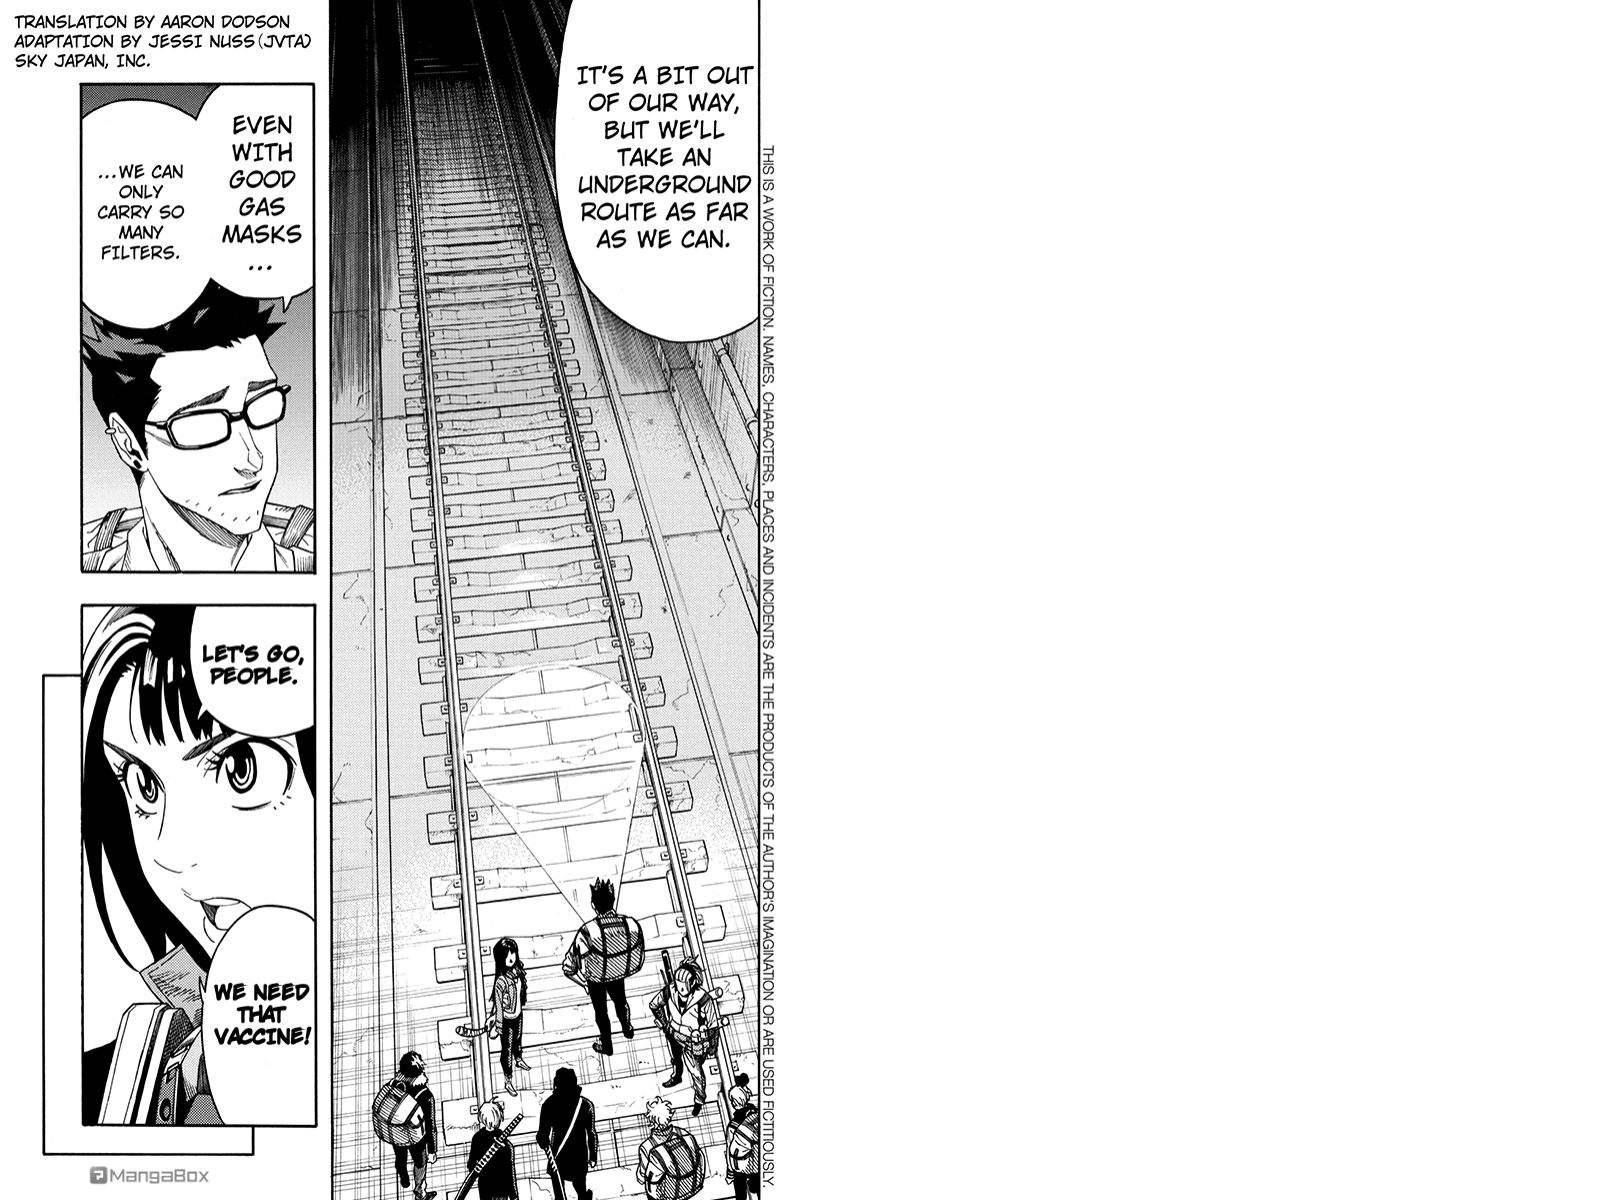 TRANSLATION BY AARON DODSON
ADAPTATION BY JESSI NUSS (JVTA)
SKY JAPAN, INC.
IT'S A BIT OUT
OF OUR WAY,
BUT WE'LL
TAKE AN
UNDERGROUND
ROUTE AS FAR
AS WE CAN.
THIS IS A WORK OF FICTION. NAMES, CHARACTERS, PLACES AND INCIDENTS ARE THE PRODUCTS OF THE AUTHOR'S IMAGINATION OR ARE USED FICTITIOUSLY.
EVEN
WITH
GOOD
GAS
MASKS
...
...WE CAN
ONLY
CARRY SO
MANY
FILTERS.
LET'S GO,
PEOPLE.
WE NEED
THAT
VACCINE!
MangaBox